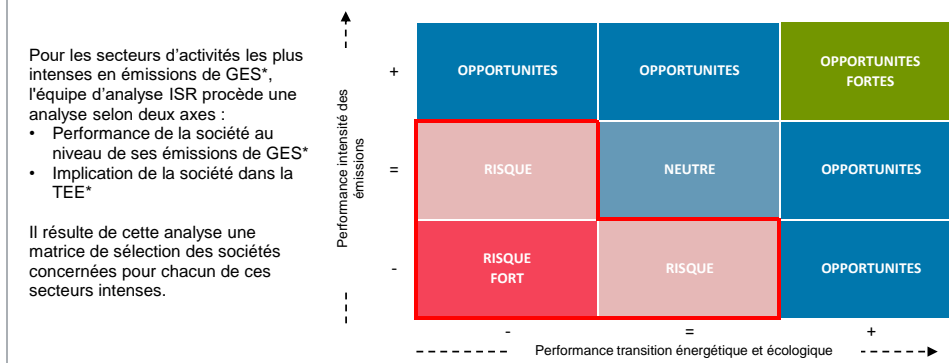 Pour les secteurs d’activités les plus
intenses en émissions de GES*,
l'équipe d’analyse ISR procède une
analyse selon deux axes :
• Performance de la société au
niveau de ses émissions de GES*
• Implication de la société dans la
TEE*
Il résulte de cette analyse une
matrice de sélection des sociétés
concernées pour chacun de ces
secteurs intenses.
Performance intensité des
émissions
+
OPPORTUNITES
OPPORTUNITES
OPPORTUNITES
FORTES
=
RISQUE
NEUTRE
OPPORTUNITES
-
RISQUE
FORT
RISQUE
OPPORTUNITES
-
=
+
Performance transition énergétique et écologique